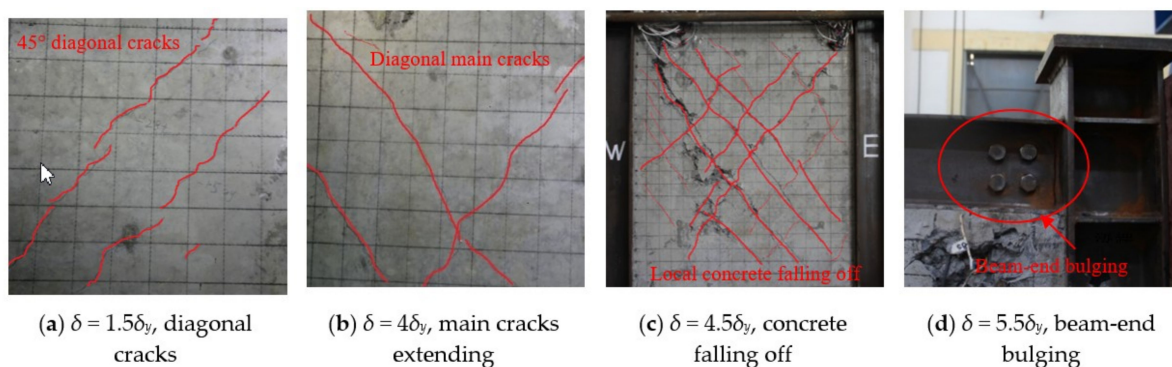 45° diagonal cracks
Diagonal main cracks
W
E
Local concrete falling off
Beam-end bulging
(a) δ = 1.5δy, diagonal
cracks
(b) δ = 4δy, main cracks
extending
(c) δ = 4.5δy, concrete
falling off
(d) δ = 5.5δy, beam-end
bulging